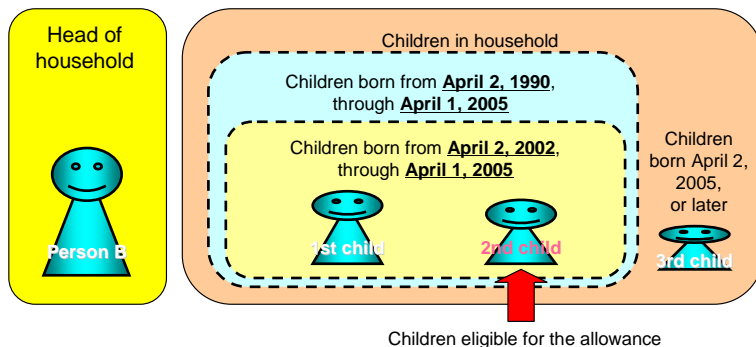 Head of
household
Person B
Children in household
Children born from April 2, 1990,
through April 1, 2005
Children born from April 2, 2002,
through April 1, 2005
1st child
2nd child
Children
born April 2,
2005,
or later
3rd child
Children eligible for the allowance